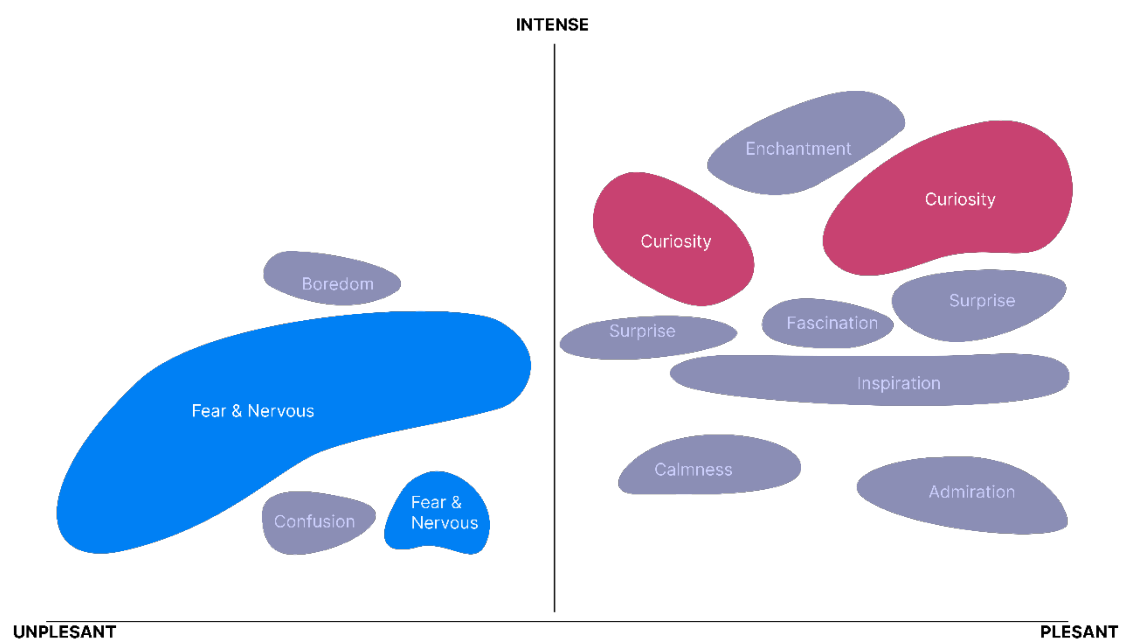 INTENSE
Enchantment
Curiosity
Curiosity
Boredom
Surprise
Fascination
Surprise
Inspiration
Fear & Nervous
Calmness
Admiration
Fear &
Nervous
Confusion
UNPLESANT
PLESANT